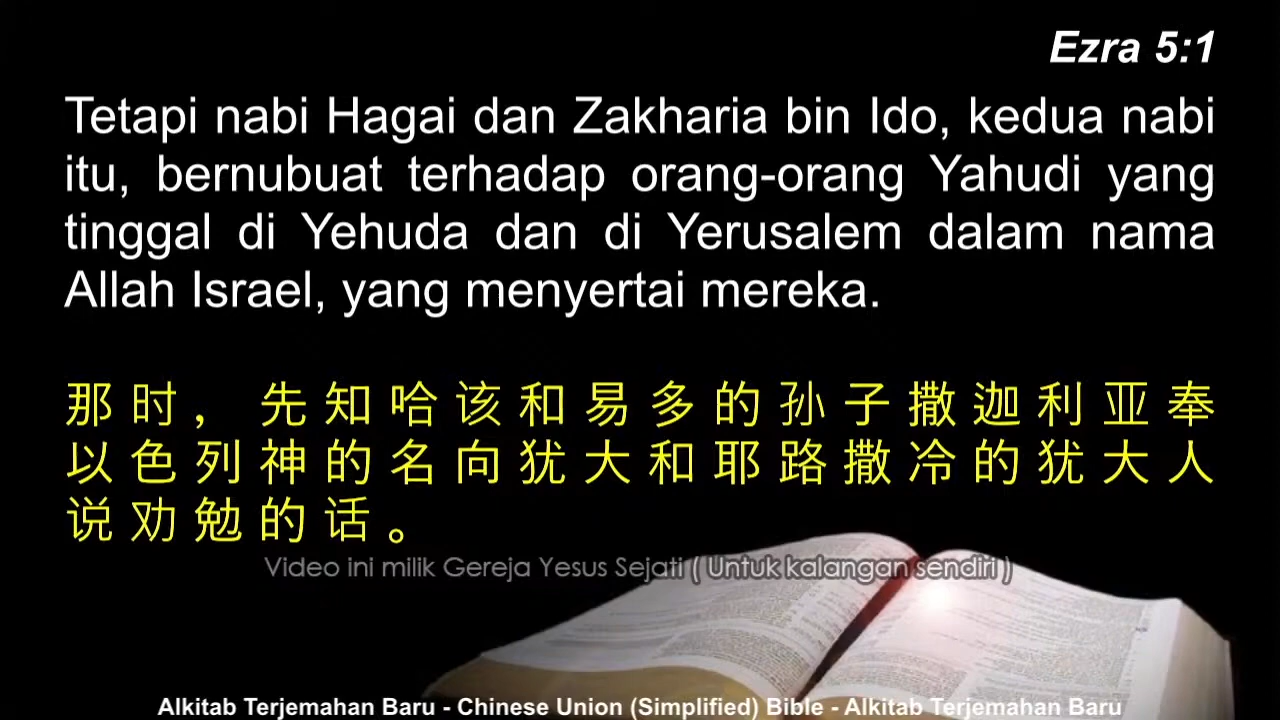 Ezra 5:1
Tetapi nabi Hagai dan Zakharia bin Ido, kedua nabi
itu, bernubuat terhadap orang-orang Yahudi yang
tinggal di Yehuda dan di Yerusalem dalam nama
Allah Israel, yang menyertai mereka.
那时，先知哈该和易多的孙子撒迦利亚奉
以色列神的名向犹大和耶路撒冷的犹大人
说劝勉的话。
Video ini milik Gereja Yesus Sejati ( Untuk kalangan sendiri )
Alkitab Terjemahan Baru - Chinese Union (Simplified) Bible - Alkitab Terjemahan Baru